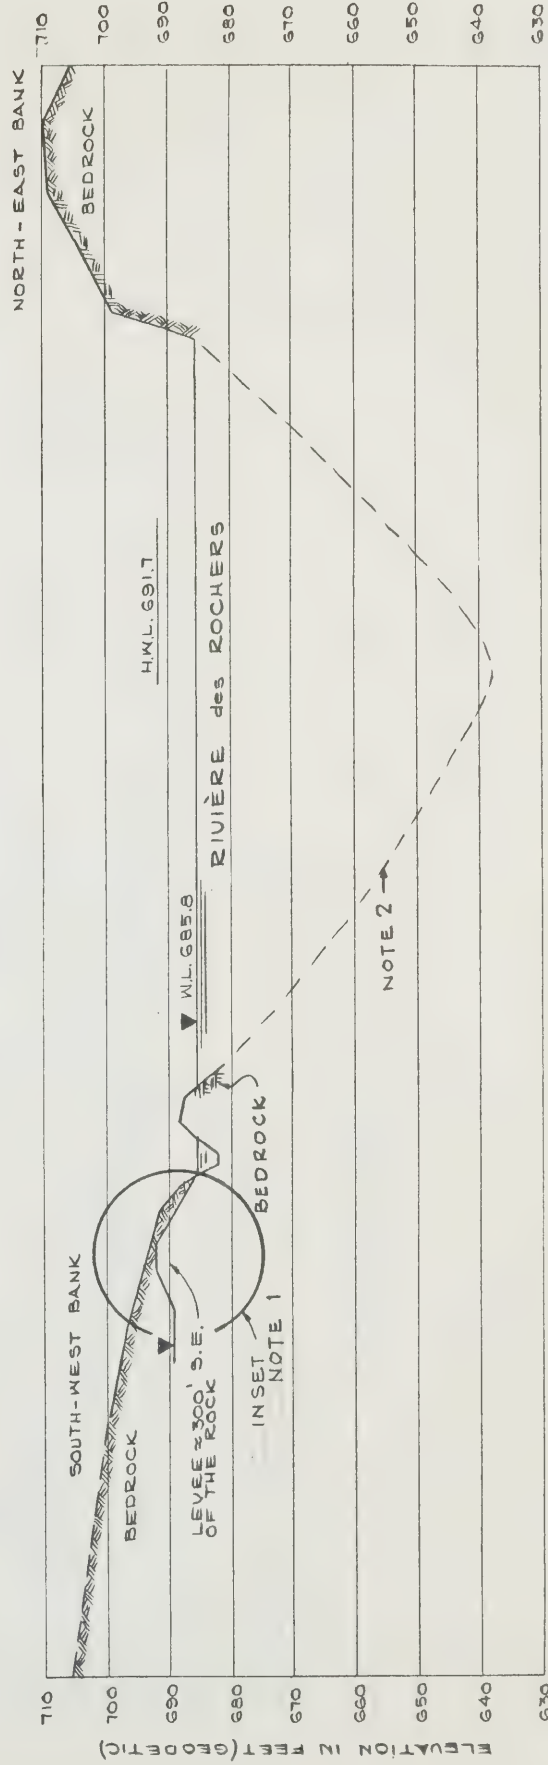 ELEVATION IN FEET (GEODETIC)
710
700
690
680
670
660
650
640
630
SOUTH-WEST BANK
BEDROCK
LEVEE ≈ 300' S.E.
OF THE ROCK
INSET
NOTE 1
BEDROCK
W.L. 685.8
H.W.L. 691.7
RIVIÈRE des ROCHERS
NOTE 2
NORTH-EAST BANK
BEDROCK
710
700
690
680
670
660
650
640
630